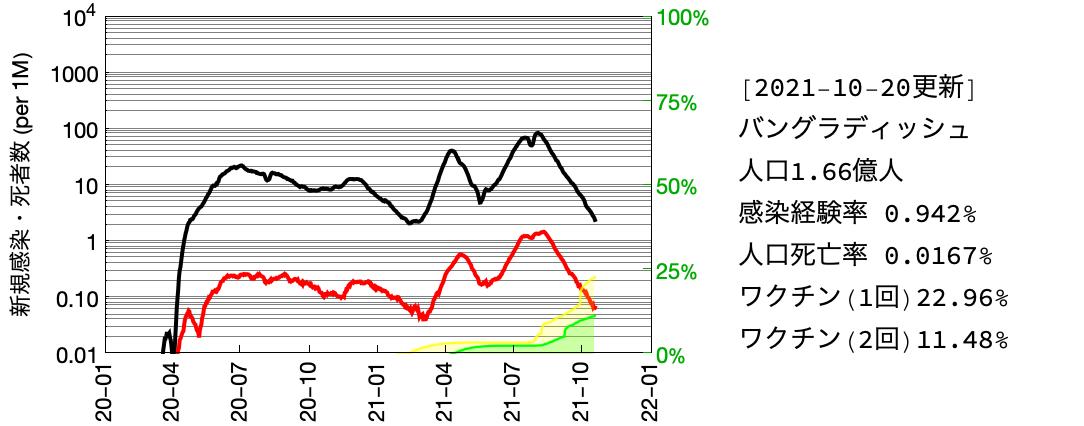 新規感染・死者数 (per 1M)
10^4
1000
100
10
1
0.10
0.01
100%
75%
50%
25%
0%
20-01
20-04
20-07
20-10
21-01
21-04
21-07
21-10
22-01
[2021-10-20更新]
バングラディッシュ
人口1.66億人
感染経験率 0.942%
人口死亡率 0.0167%
ワクチン(1回)22.96%
ワクチン(2回)11.48%